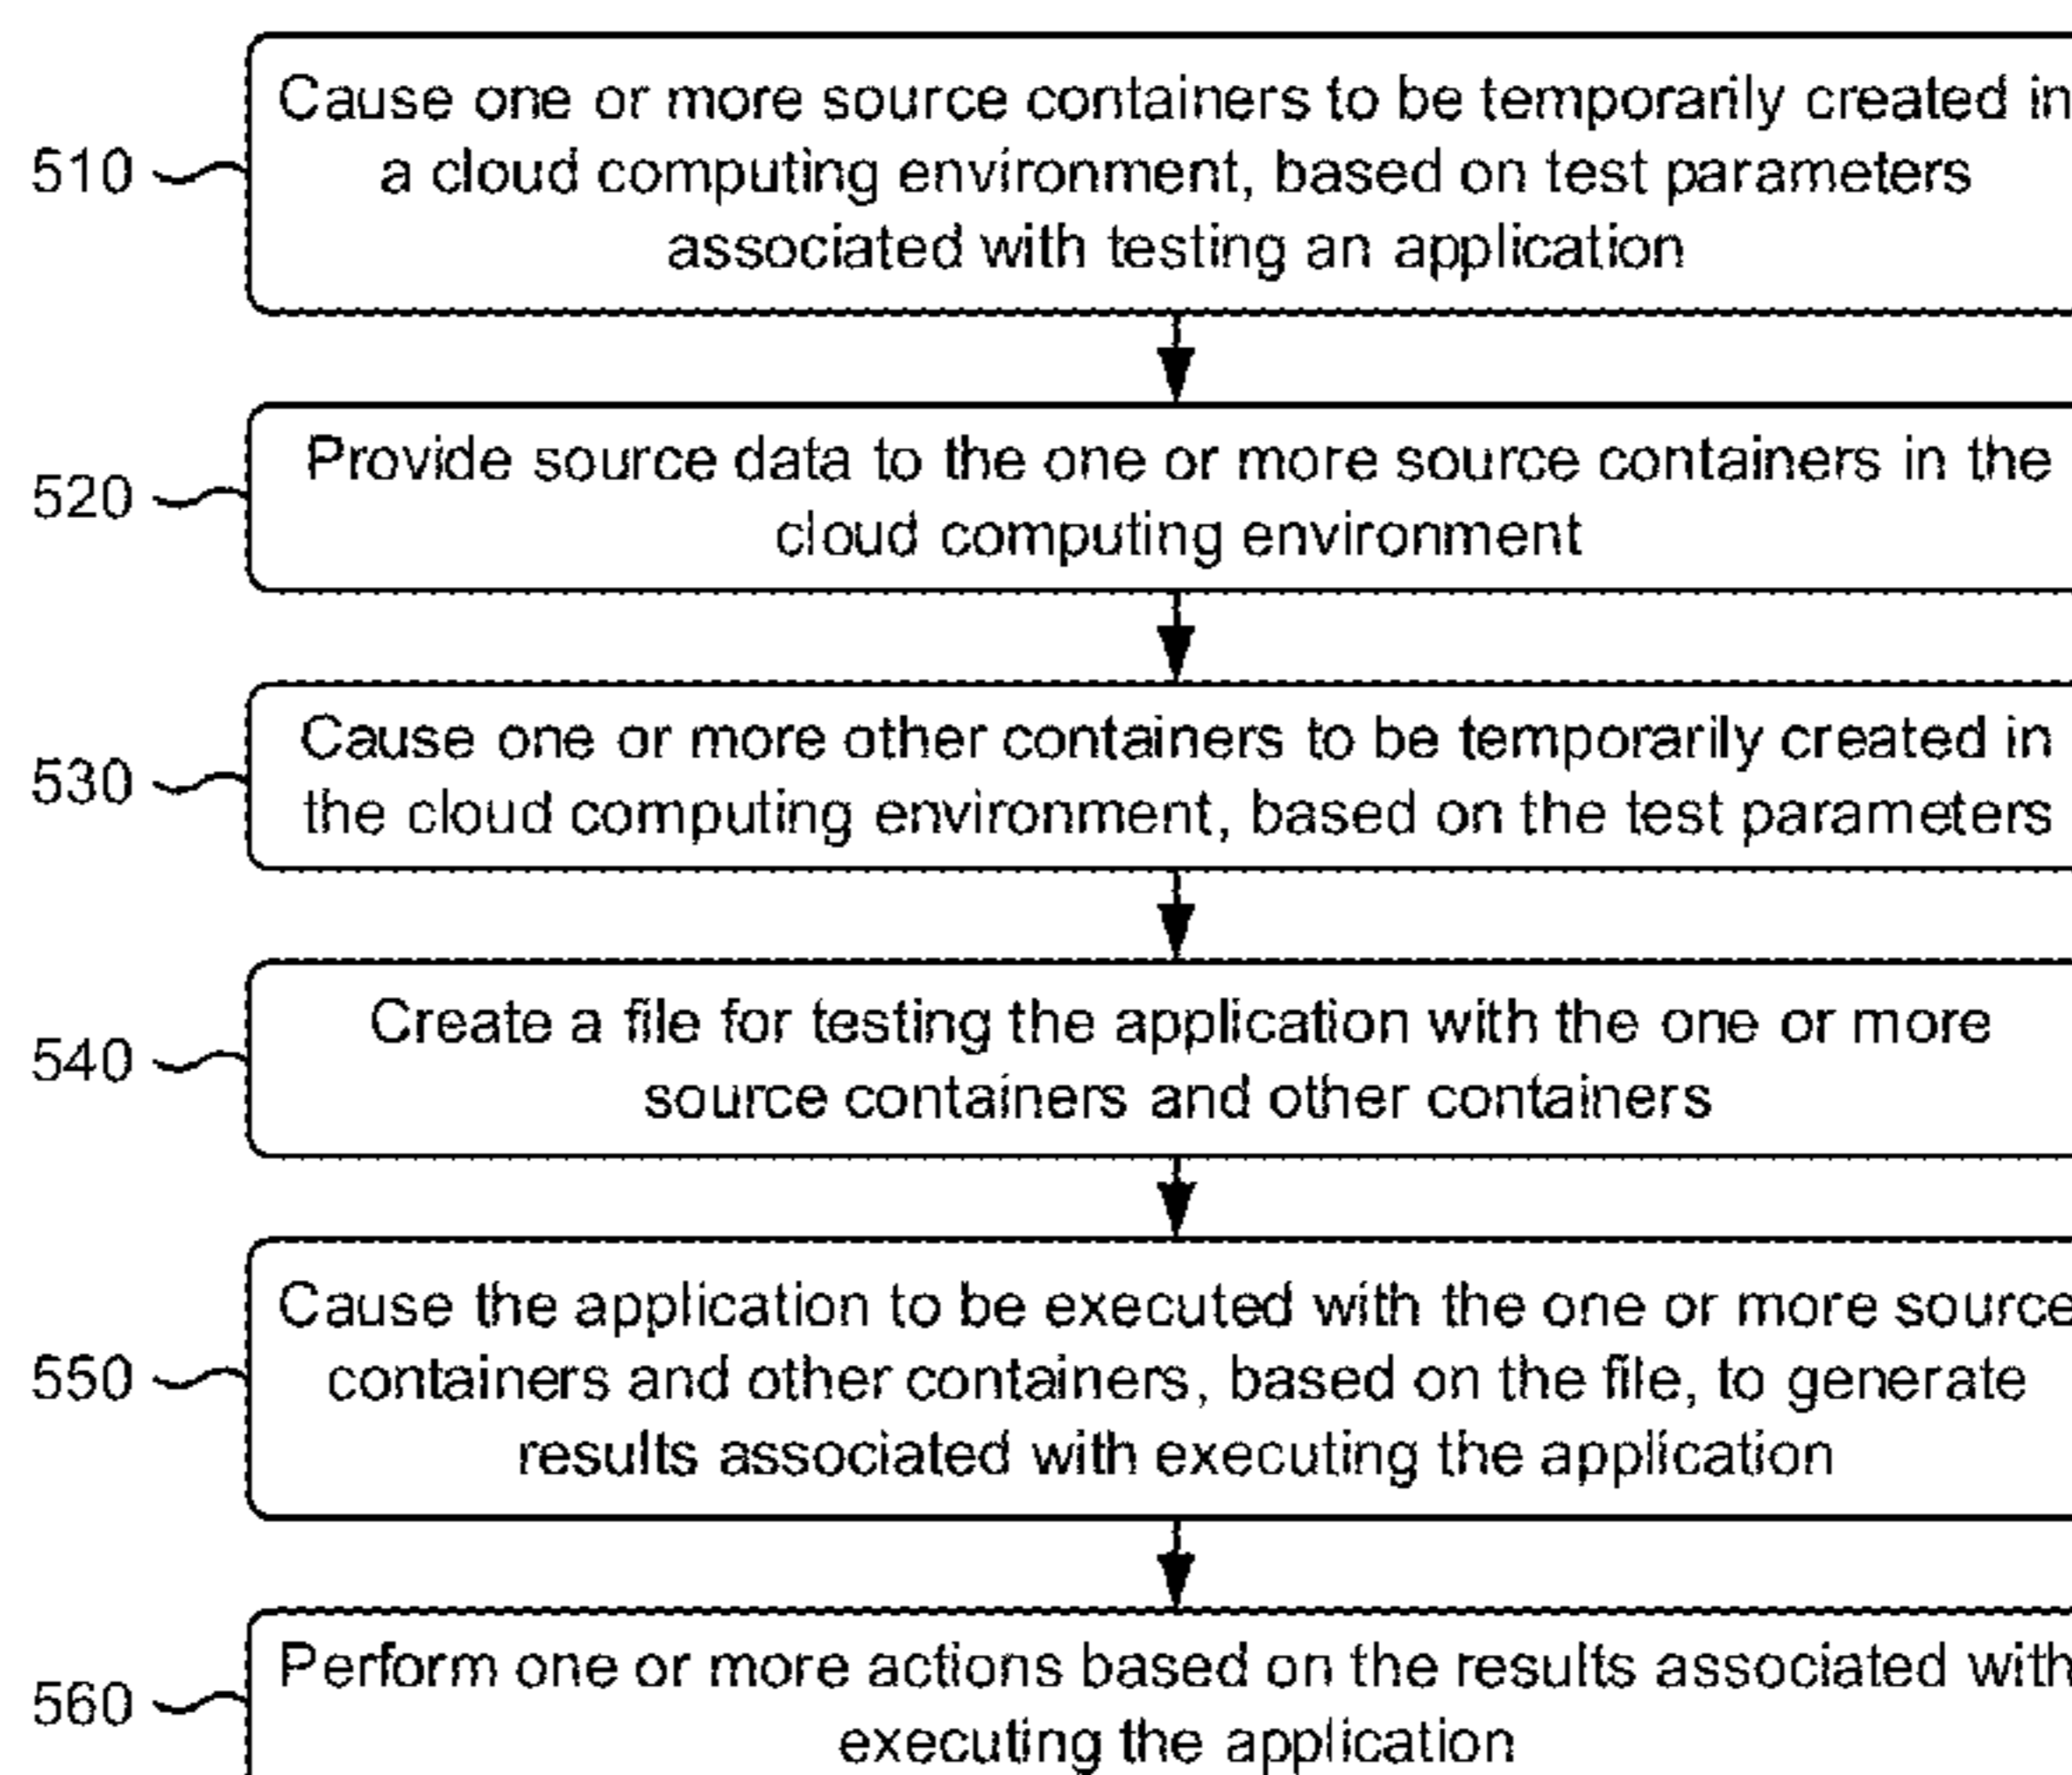 Cause one or more source containers to be temporarily created in
510
a cloud computing environment, based on test parameters
associated with testing an application
Provide source data to the one or more source containers in the
520
cloud computing environment
Cause one or more other containers to be temporarily created in
530
the cloud computing environment, based on the test parameters
Create a file for testing the application with the one or more
540
source containers and other containers
Cause the application to be executed with the one or more source
550
containers and other containers, based on the file, to generate
results associated with executing the application
Perform one or more actions based on the results associated with
560
executing the application